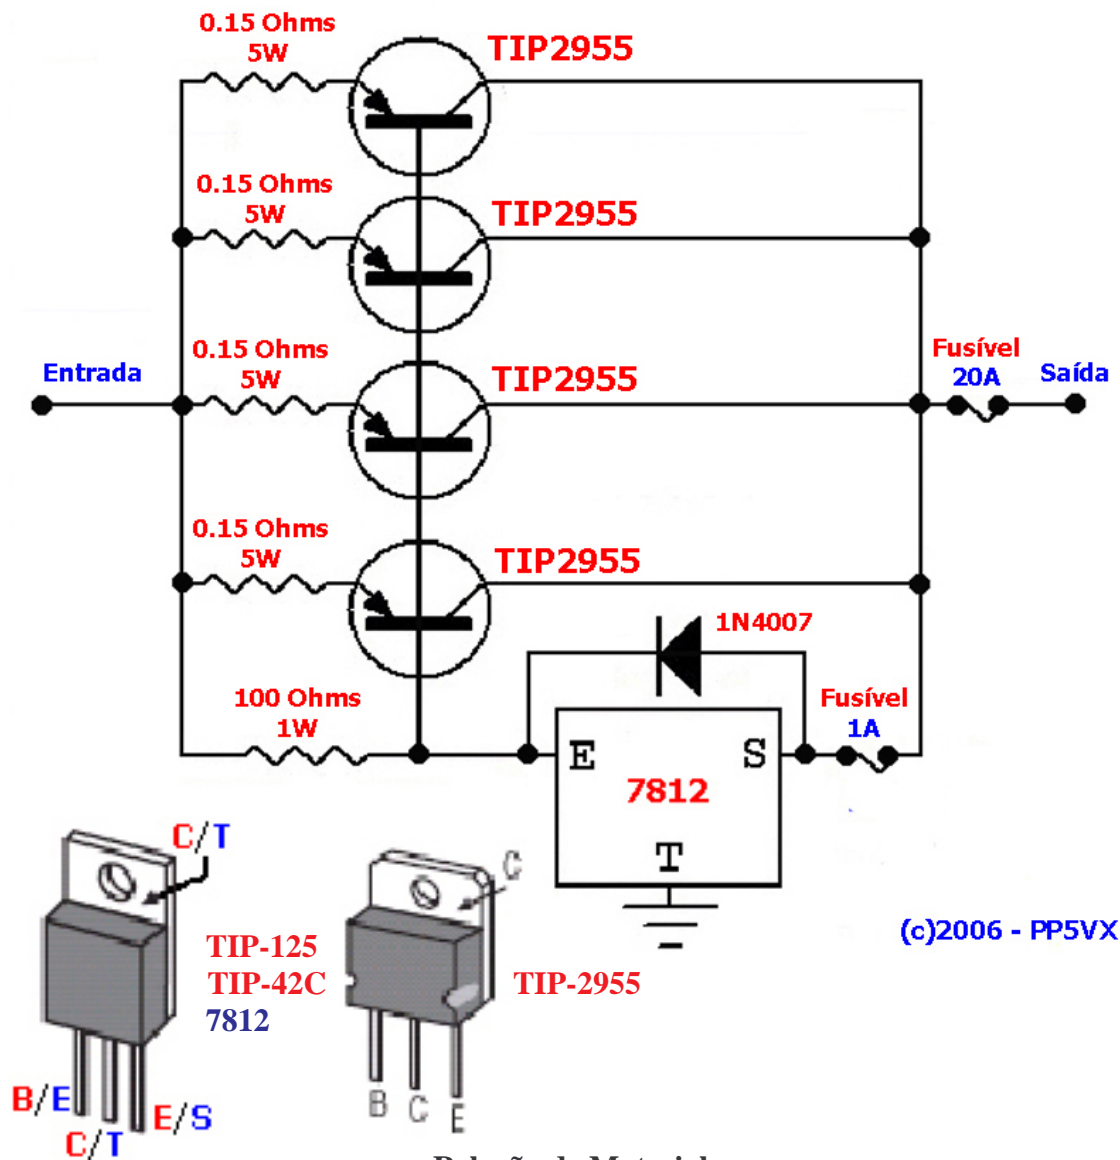 0.15 Ohms
5W
TIP2955
0.15 Ohms
5W
TIP2955
0.15 Ohms
5W
TIP2955
Entrada
Fusível
20A
Saída
0.15 Ohms
5W
TIP2955
1N4007
100 Ohms
1W
Fusível
1A
E
S
7812
T
C/T
C
(c)2006 - PP5VX
TIP-125
TIP-42C
7812
TIP-2955
B/E
C/T
E/S
B
C
E